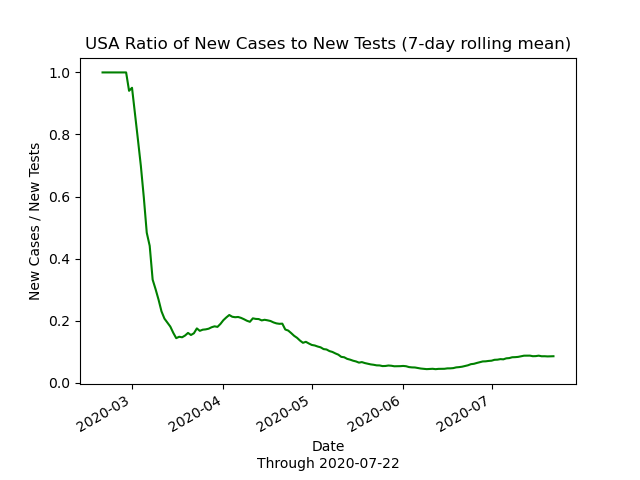 USA Ratio of New Cases to New Tests (7-day rolling mean)
1.0
0.8
0.6
0.4
0.2
0.0
New Cases / New Tests
2020-03
2020-04
2020-05
2020-06
2020-07
Date
Through 2020-07-22